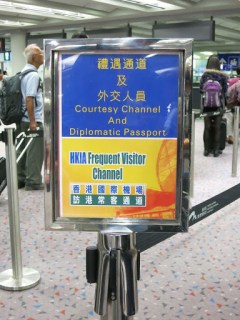 禮遇通道
及
外交人員
Courtesy Channel
And
Diplomatic Passport
HKIA Frequent Visitor
Channel
香港國際機場
訪港常客通道